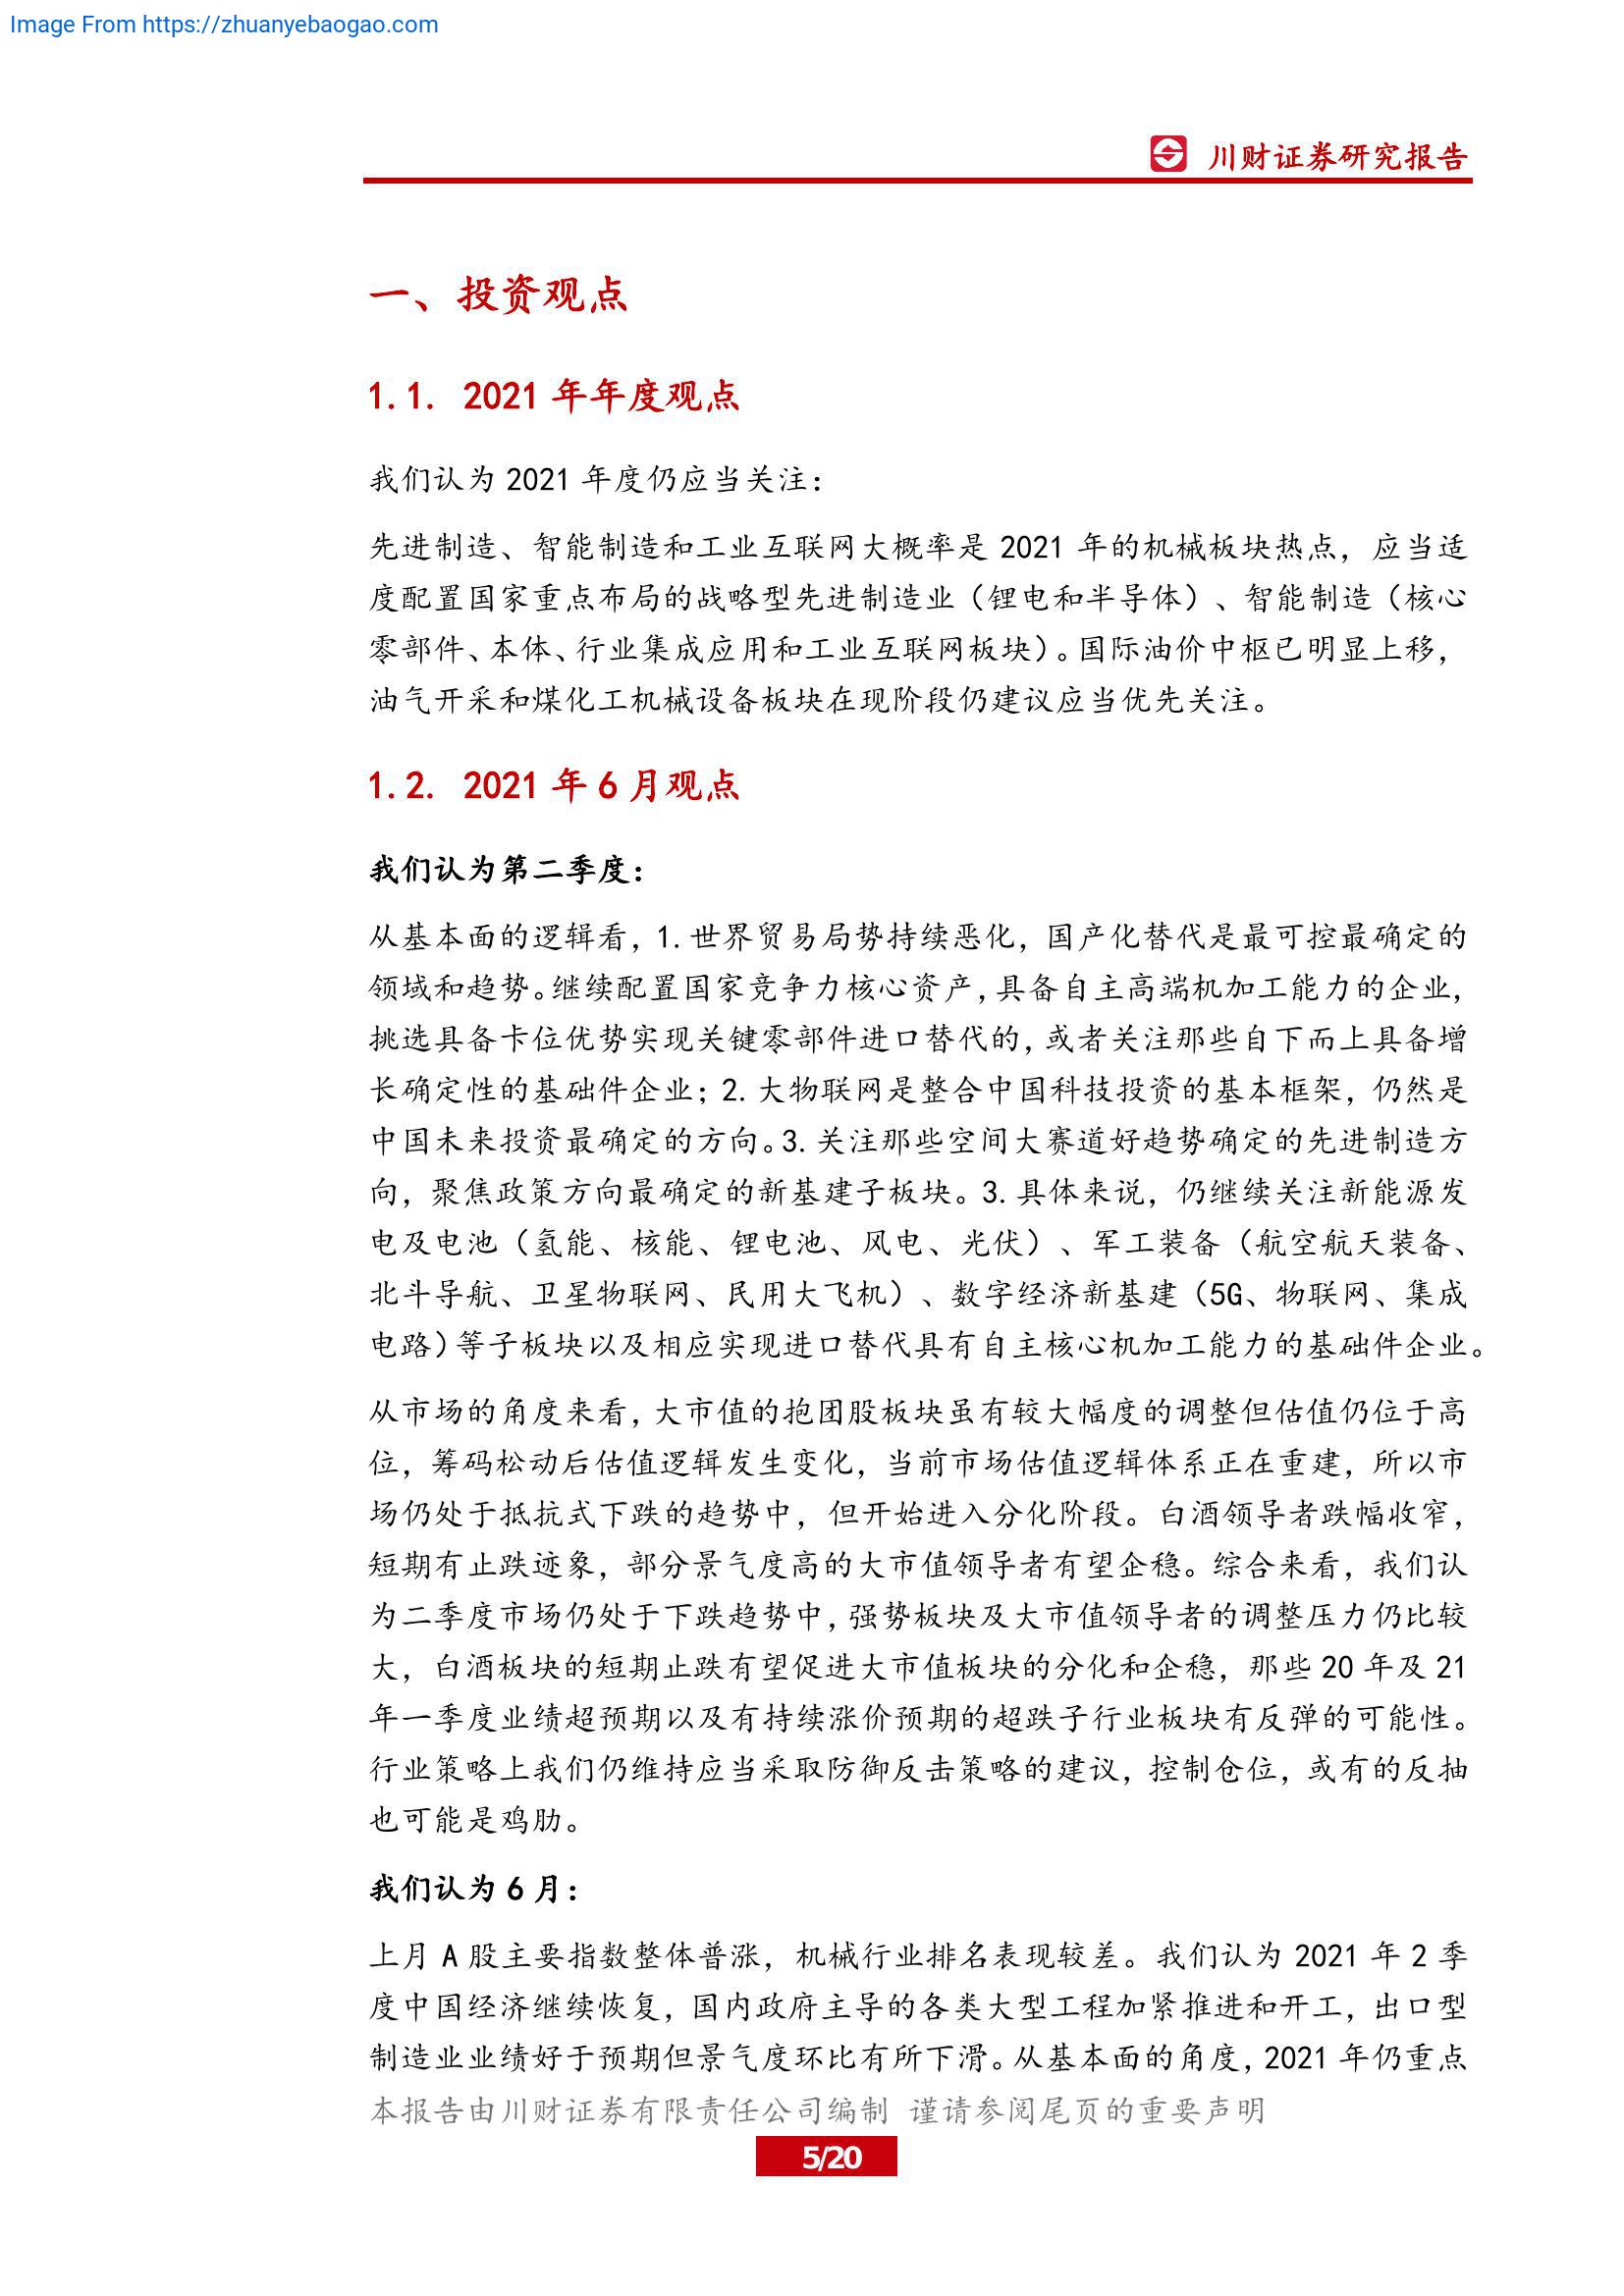 Image From https://zhuanyebaogao.com
川财证券研究报告
一、投资观点
1.1. 2021 年年度观点
我们认为 2021 年度仍应当关注：
先进制造、智能制造和工业互联网大概率是 2021 年的机械板块热点，应当适
度配置国家重点布局的战略型先进制造业（锂电和半导体）、智能制造（核心
零部件、本体、行业集成应用和工业互联网板块）。国际油价中枢已明显上移，
油气开采和煤化工机械设备板块在现阶段仍建议应当优先关注。
1.2. 2021 年 6 月观点
我们认为第二季度：
从基本面的逻辑看，1.世界贸易局势持续恶化，国产化替代是最可控最确定的
领域和趋势。继续配置国家竞争力核心资产，具备自主高端机加工能力的企业，
挑选具备卡位优势实现关键零部件进口替代的，或者关注那些自下而上具备增
长确定性的基础件企业；2.大物联网是整合中国科技投资的基本框架，仍然是
中国未来投资最确定的方向。3.关注那些空间大赛道好趋势确定的先进制造方
向，聚焦政策方向最确定的新基建子板块。3.具体来说，仍继续关注新能源发
电及电池（氢能、核能、锂电池、风电、光伏）、军工装备（航空航天装备、
北斗导航、卫星物联网、民用大飞机）、数字经济新基建（5G、物联网、集成
电路）等子板块以及相应实现进口替代具有自主核心机加工能力的基础件企业。
从市场的角度来看，大市值的抱团股板块虽有较大幅度的调整但估值仍位于高
位，筹码松动后估值逻辑发生变化，当前市场估值逻辑体系正在重建，所以市
场仍处于抵抗式下跌的趋势中，但开始进入分化阶段。白酒领导者跌幅收窄，
短期有止跌迹象，部分景气度高的大市值领导者有望企稳。综合来看，我们认
为二季度市场仍处于下跌趋势中，强势板块及大市值领导者的调整压力仍比较
大，白酒板块的短期止跌有望促进大市值板块的分化和企稳，那些 20 年及 21
年一季度业绩超预期以及有持续涨价预期的超跌子行业板块有反弹的可能性。
行业策略上我们仍维持应当采取防御反击策略的建议，控制仓位，或有的反抽
也可能是鸡肋。
我们认为 6 月：
上月 A 股主要指数整体普涨，机械行业排名表现较差。我们认为 2021 年 2 季
度中国经济继续恢复，国内政府主导的各类大型工程加紧推进和开工，出口型
制造业业绩好于预期但景气度环比有所下滑。从基本面的角度，2021 年仍重点
本报告由川财证券有限责任公司编制 谨请参阅尾页的重要声明
5/20